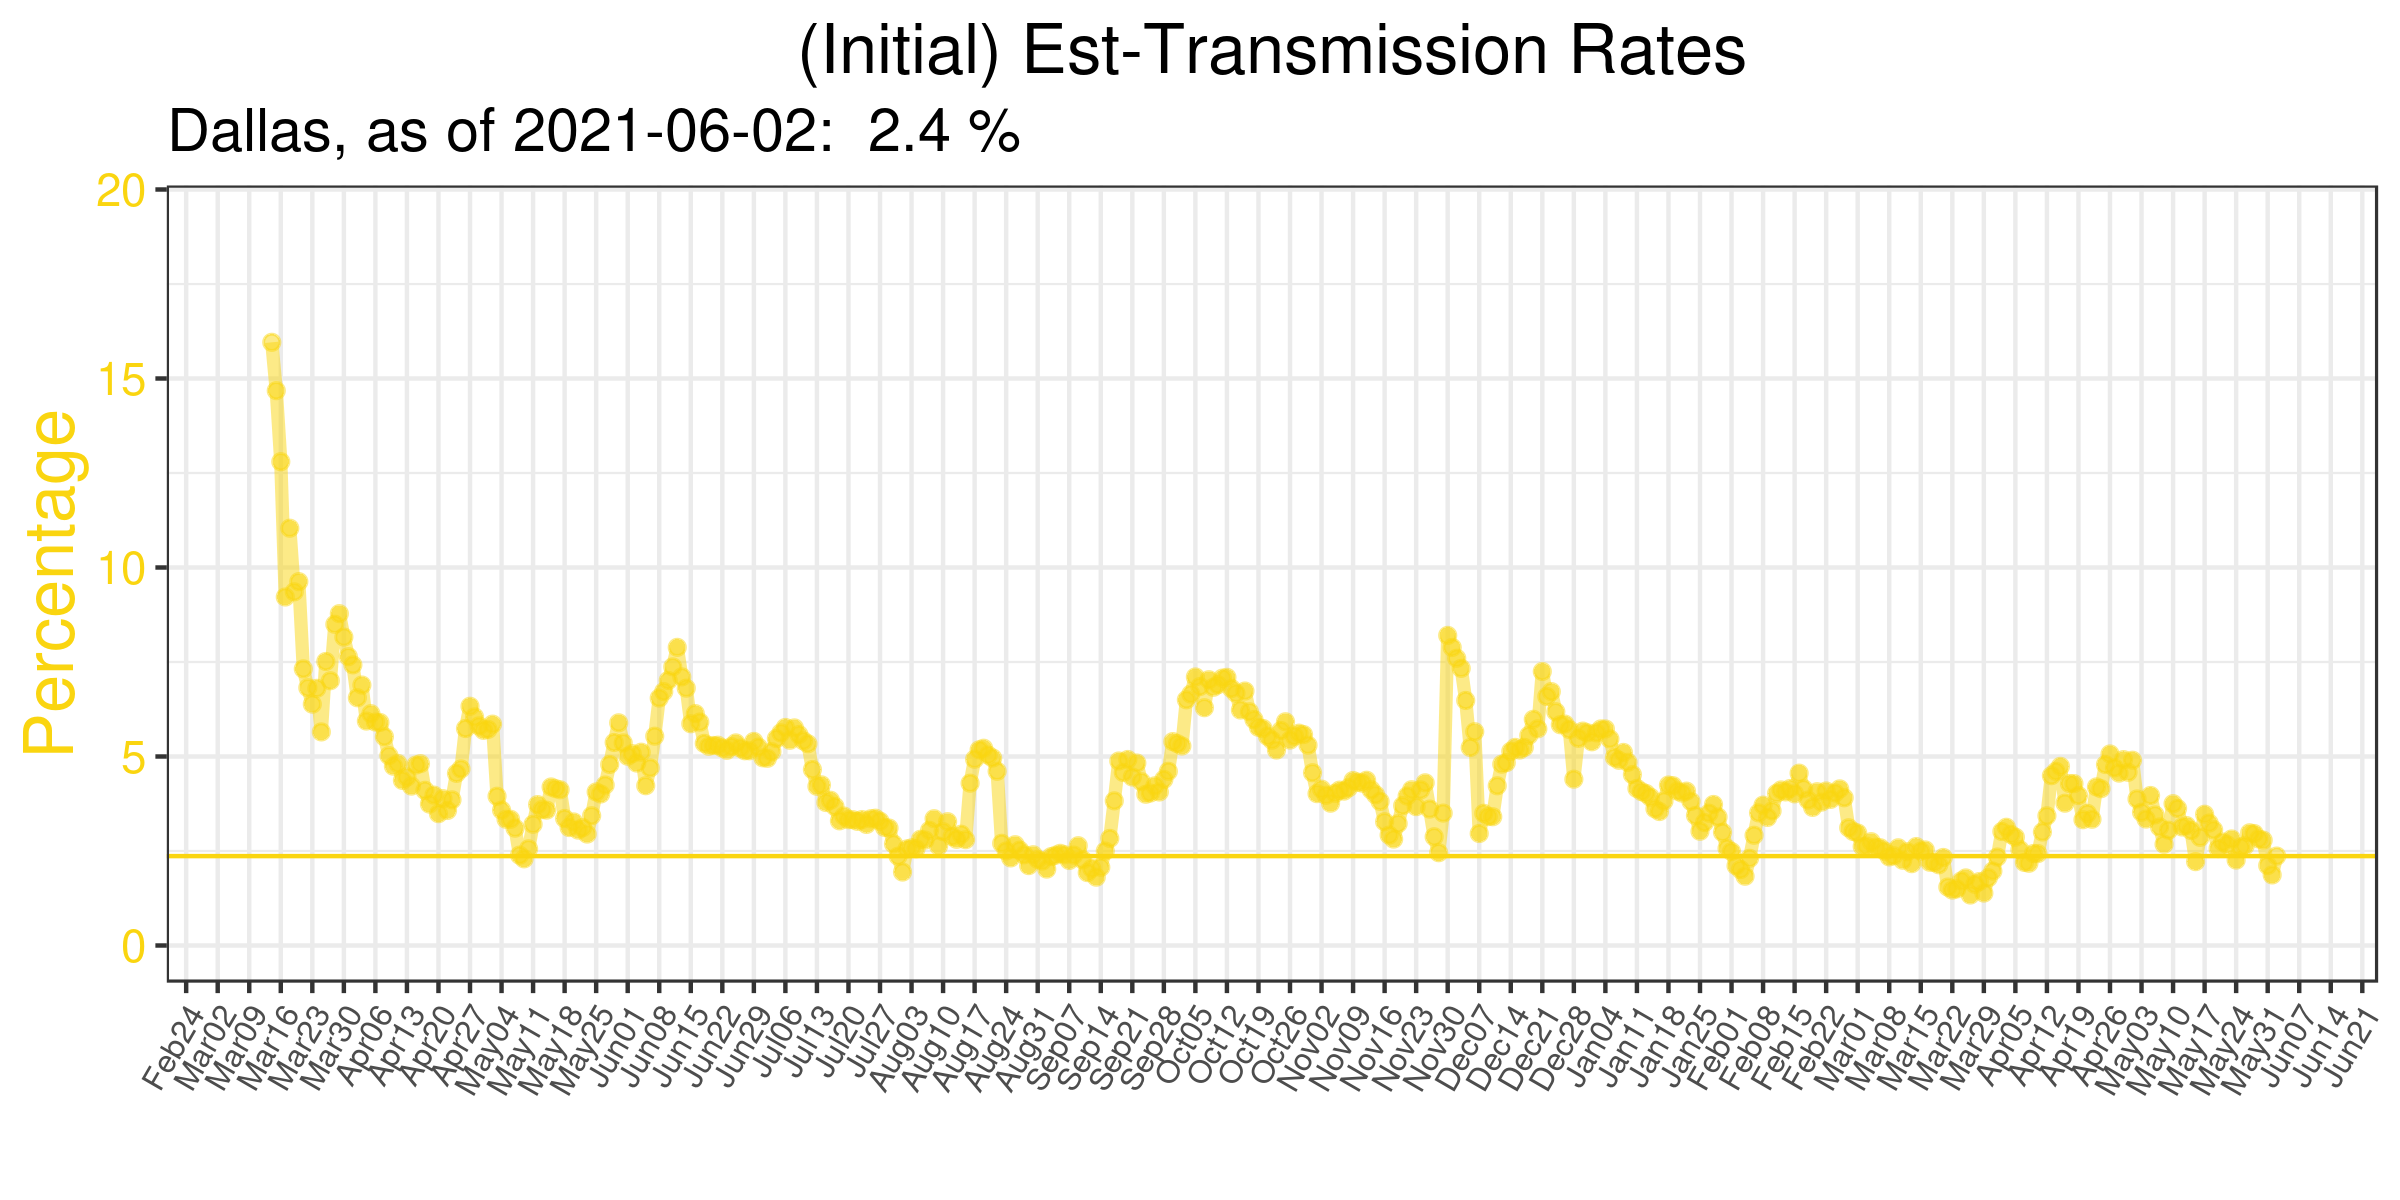 (Initial) Est-Transmission Rates
Dallas, as of 2021-06-02:  2.4 %
Percentage
20
15
10
5
0
Feb24
Mar02
Mar09
Mar16
Mar23
Mar30
Apr06
Apr13
Apr20
Apr27
May04
May11
May18
May25
Jun01
Jun08
Jun15
Jun22
Jun29
Jul06
Jul13
Jul20
Jul27
Aug03
Aug10
Aug17
Aug24
Aug31
Sep07
Sep14
Sep21
Sep28
Oct05
Oct12
Oct19
Oct26
Nov02
Nov09
Nov16
Nov23
Nov30
Dec07
Dec14
Dec21
Dec28
Jan04
Jan11
Jan18
Jan25
Feb01
Feb08
Feb15
Feb22
Mar01
Mar08
Mar15
Mar22
Mar29
Apr05
Apr12
Apr19
Apr26
May03
May10
May17
May24
May31
Jun07
Jun14
Jun21